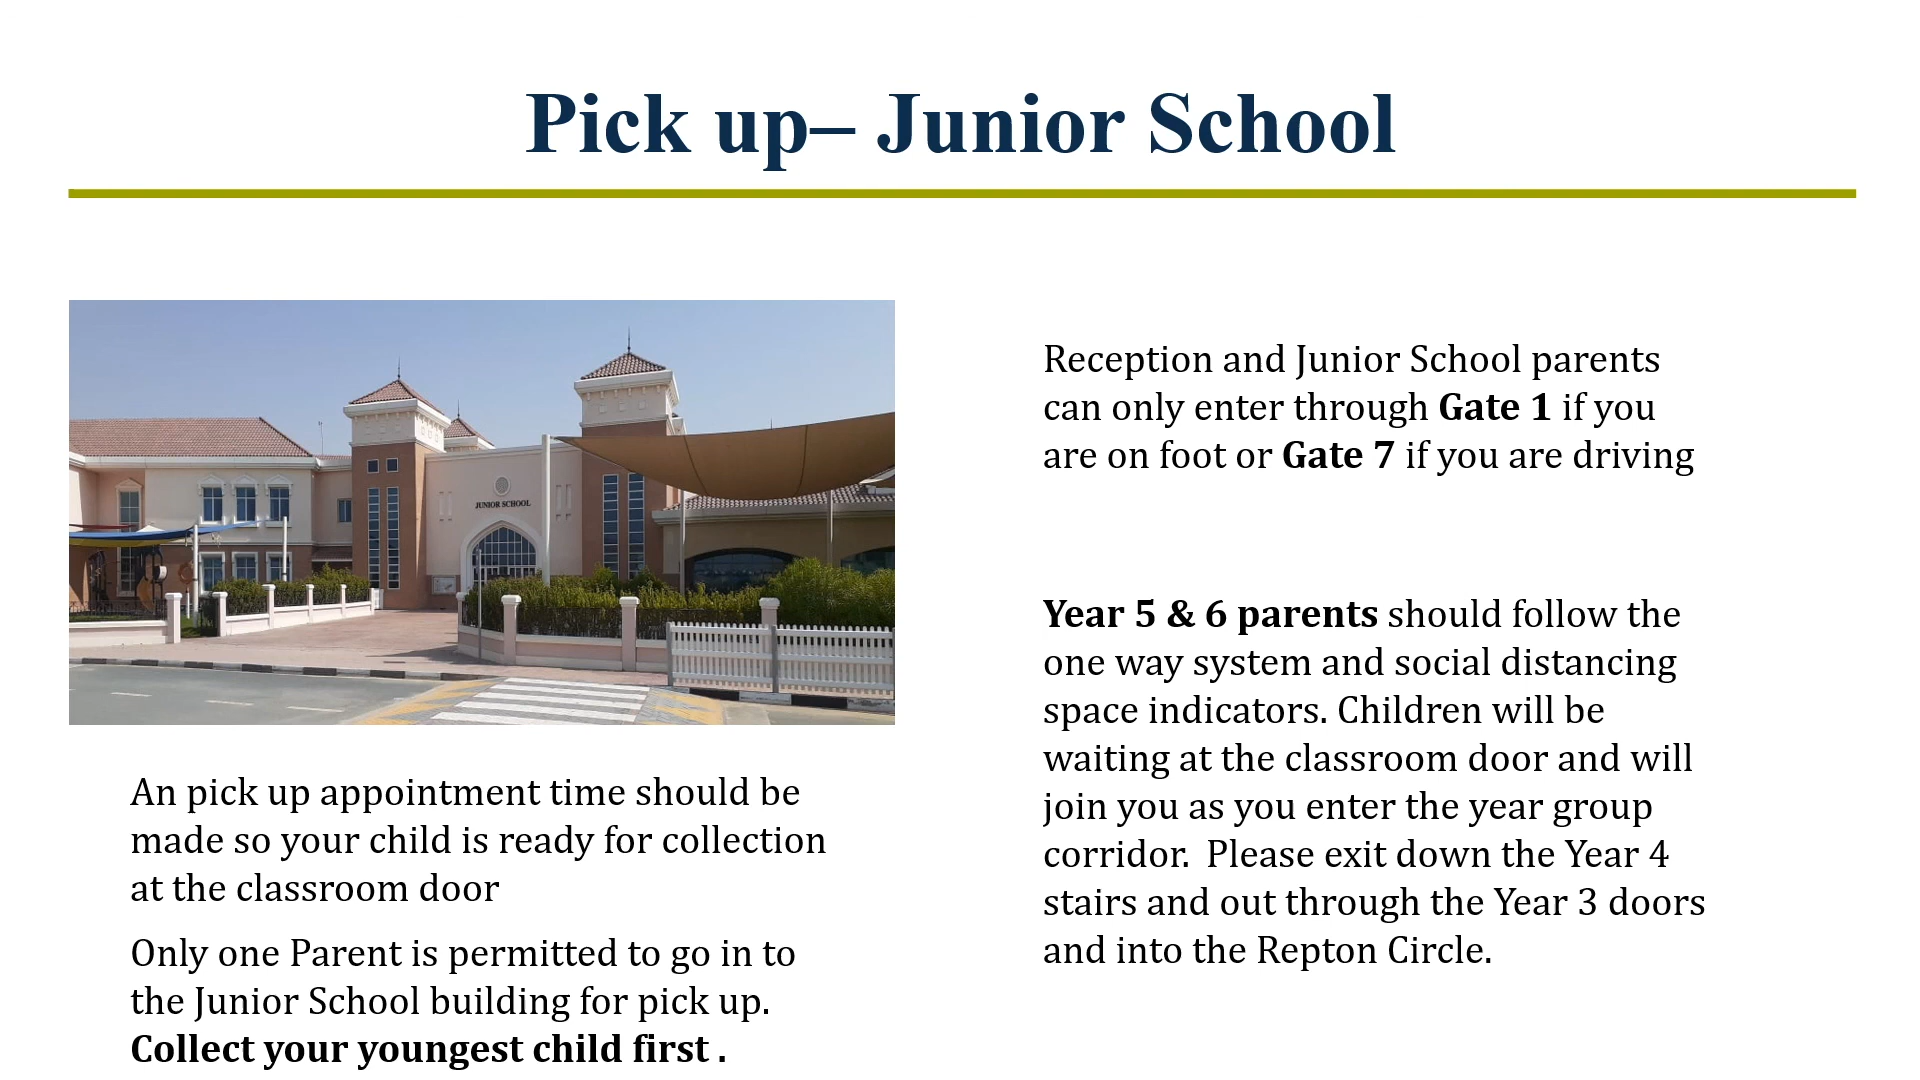 Pick up– Junior School
JUNIOR SCHOOL
An pick up appointment time should be
made so your child is ready for collection
at the classroom door
Only one Parent is permitted to go in to
the Junior School building for pick up.
Collect your youngest child first .
Reception and Junior School parents
can only enter through Gate 1 if you
are on foot or Gate 7 if you are driving
Year 5 & 6 parents should follow the
one way system and social distancing
space indicators. Children will be
waiting at the classroom door and will
join you as you enter the year group
corridor.  Please exit down the Year 4
stairs and out through the Year 3 doors
and into the Repton Circle.